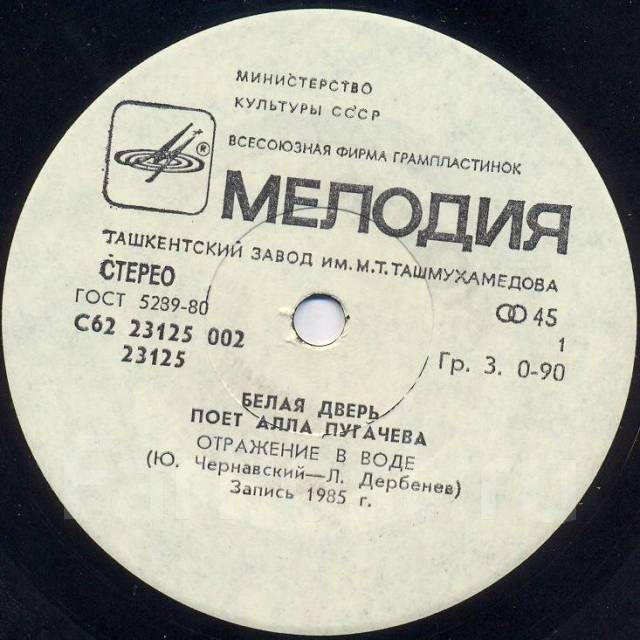 МИНИСТЕРСТВО
КУЛЬТУРЫ СССР
ВСЕСОЮЗНАЯ ФИРМА ГРАМПЛАСТИНОК
®
МЕЛОДИЯ
ТАШКЕНТСКИЙ ЗАВОД ИМ. М.Т. ТАШМУХАМЕДОВА
СТЕРЕО
ГОСТ 5289-80
С62 23125 002
23125
45
1
Гр. 3. 0-90
БЕЛАЯ ДВЕРЬ
ПОЕТ АЛЛА ПУГАЧЕВА
ОТРАЖЕНИЕ В ВОДЕ
(Ю. Чернавский—Л. Дербенев)
Запись 1985 г.